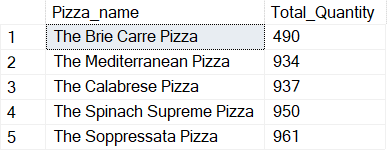 Pizza_name Total_Quantity
1 The Brie Carre Pizza 490
2 The Mediterranean Pizza 934
3 The Calabrese Pizza 937
4 The Spinach Supreme Pizza 950
5 The Soppressata Pizza 961